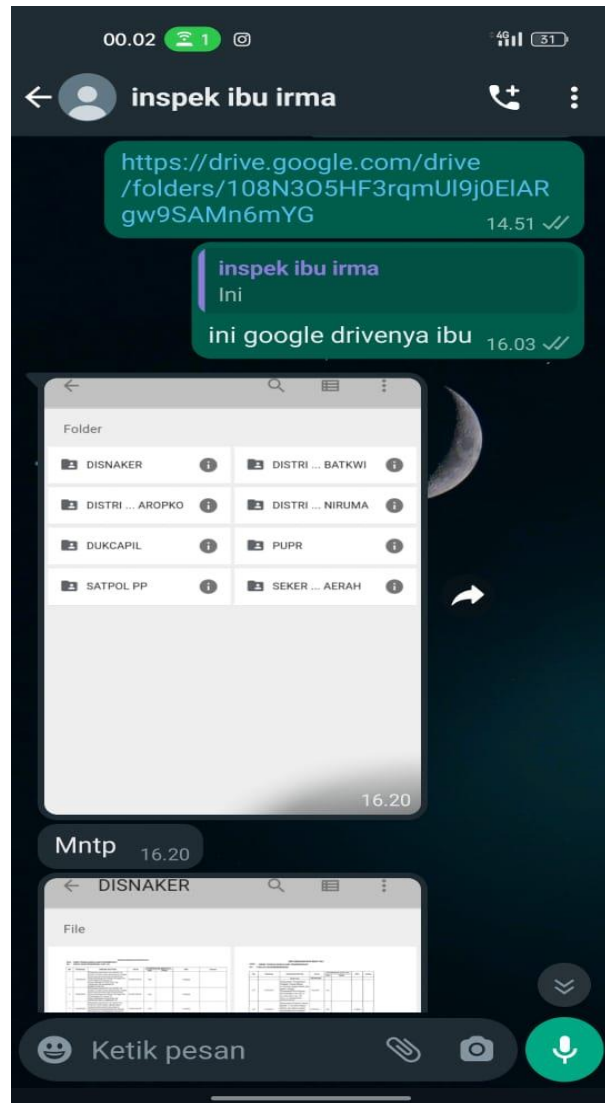 00.02 1 4G 31
inspek ibu irma
https://drive.google.com/drive
/folders/108N3O5HF3rqmUl9j0ElAR
gw9SAMn6mYG
14.51
inspek ibu irma
Ini
ini google drivenya ibu 16.03
Folder
DISNAKER DISTRI ... BATKWI
DISTRI ... AROPKO DISTRI ... NIRUMA
DUKCAPIL PUPR
SATPOL PP SEKER ... AERAH
16.20
Mntp 16.20
DISNAKER
File
Ketik pesan